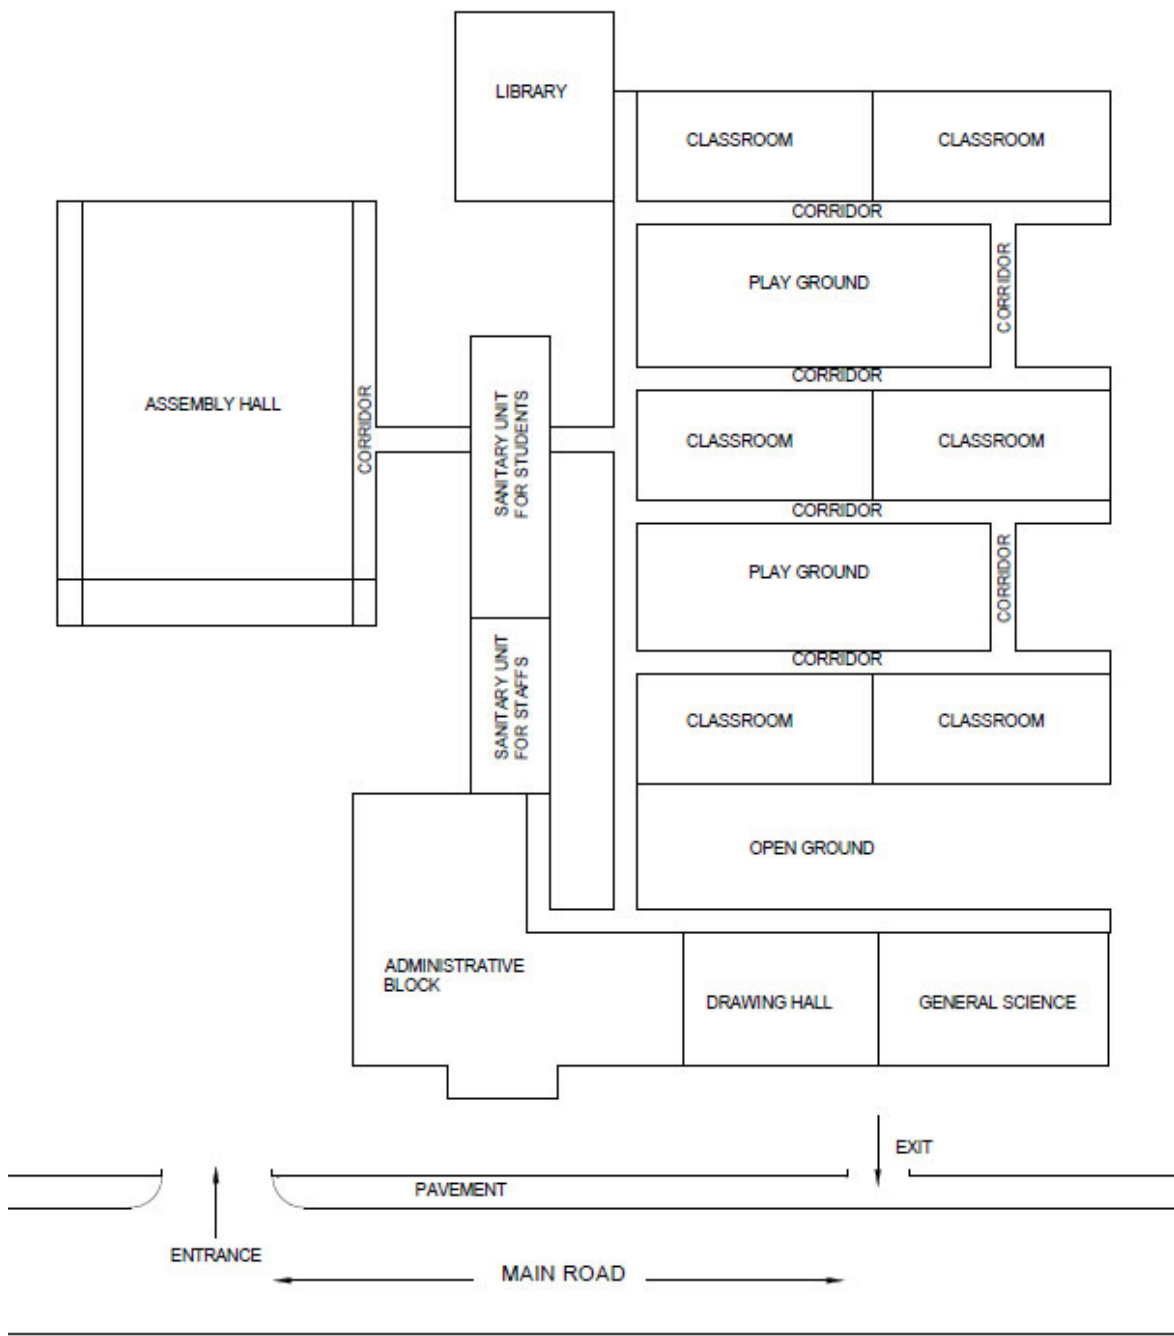 LIBRARY
CLASSROOM
CLASSROOM
CORRIDOR
PLAY GROUND
CORRIDOR
CORRIDOR
ASSEMBLY HALL
CORRIDOR
SANITARY UNIT
FOR STUDENTS
CLASSROOM
CLASSROOM
CORRIDOR
PLAY GROUND
CORRIDOR
CORRIDOR
SANITARY UNIT
FOR STAFFS
CLASSROOM
CLASSROOM
OPEN GROUND
ADMINISTRATIVE
BLOCK
DRAWING HALL
GENERAL SCIENCE
EXIT
PAVEMENT
ENTRANCE
MAIN ROAD